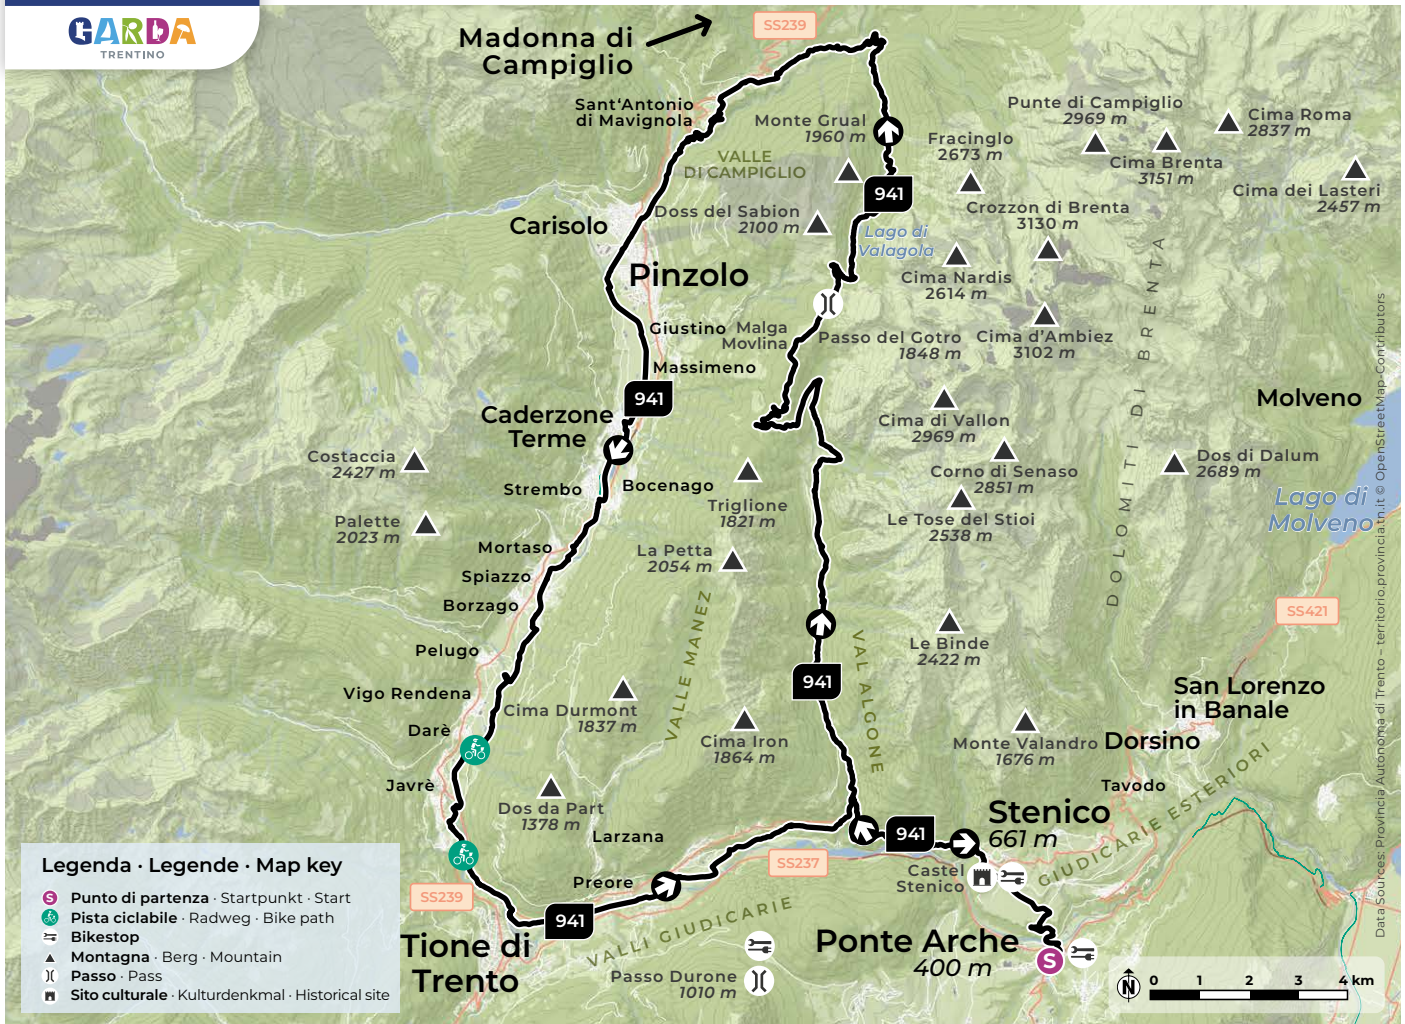 GARDA
TRENTINO
Madonna di
Campiglio
SS239
Sant'Antonio
di Mavignola
Monte Grual
1960 m
VALLE
DI CAMPIGLIO
Fracinglo
2673 m
Punte di Campiglio
2969 m
Cima Roma
2837 m
Cima Brenta
3151 m
Cima dei Lasteri
2457 m
941
Doss del Sabion
2100 m
Carisolo
Crozzon di Brenta
3130 m
Lago di
Valagola
Cima Nardis
2614 m
Pinzolo
Giustino
Malga
Movlina
Passo del Gotro
1848 m
Cima d'Ambiez
3102 m
Massimeno
DOLOMITI DI BRENTA
941
Caderzone
Terme
Molveno
Cima di Vallon
2969 m
Costaccia
2427 m
Corno di Senaso
2851 m
Dos di Dalum
2689 m
Strembo
Bocenago
Triglione
1821 m
Lago di
Molveno
Le Tose del Stioi
2538 m
Palette
2023 m
Mortaso
La Petta
2054 m
Spiazzo
Borzago
SS421
Pelugo
VALLE MANEZ
VAL ALGONE
Le Binde
2422 m
941
Vigo Rendena
Cima Durmont
1837 m
San Lorenzo
in Banale
Darè
Cima Iron
1864 m
Monte Valandro
1676 m
Dorsino
Javrè
Tavodo
Dos da Part
1378 m
Larzana
Stenico
661 m
941
GIUDICARIE ESTERIORI
SS237
Castel
Stenico
Preore
SS239
941
Tione di
Trento
VALLI GIUDICARIE
Passo Durone
1010 m
Ponte Arche
400 m
S
Legenda · Legende · Map key
S Punto di partenza · Startpunkt · Start
Pista ciclabile · Radweg · Bike path
Bikestop
Montagna · Berg · Mountain
Passo · Pass
Sito culturale · Kulturdenkmal · Historical site
N
0 1 2 3 4 km
Data Sources: Provincia Autonoma di Trento – territorio.provincia.tn.it © OpenStreetMap-Contributors